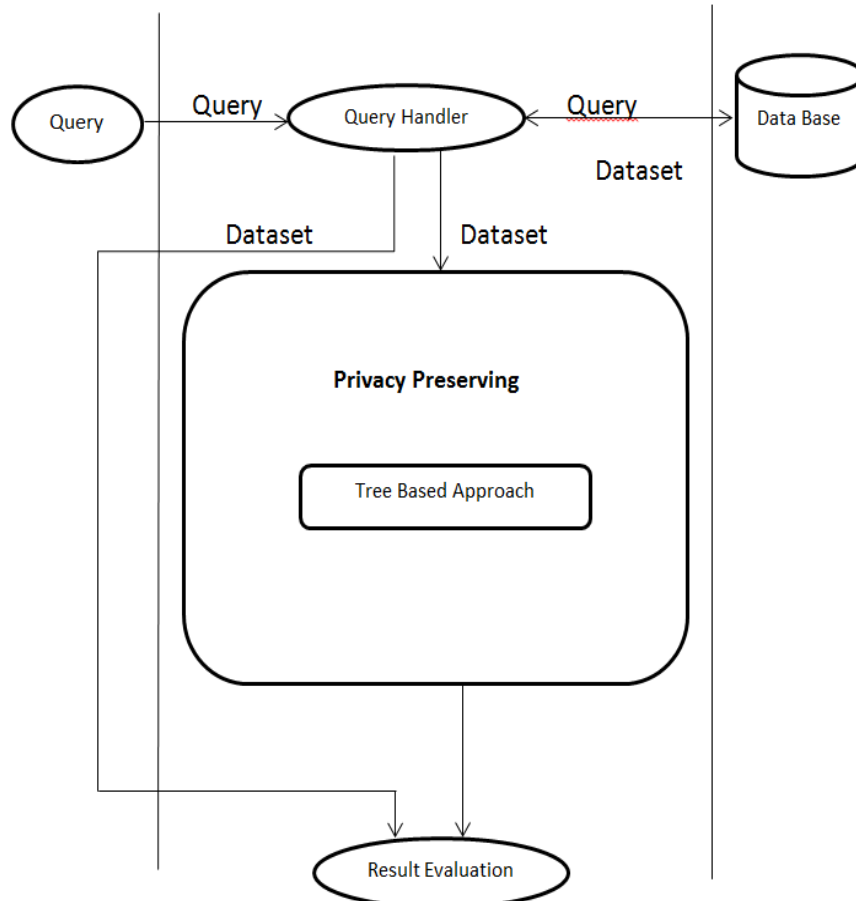 Query
Query
Query Handler
Query
Data Base
Dataset
Dataset
Dataset
Privacy Preserving
Tree Based Approach
Result Evaluation